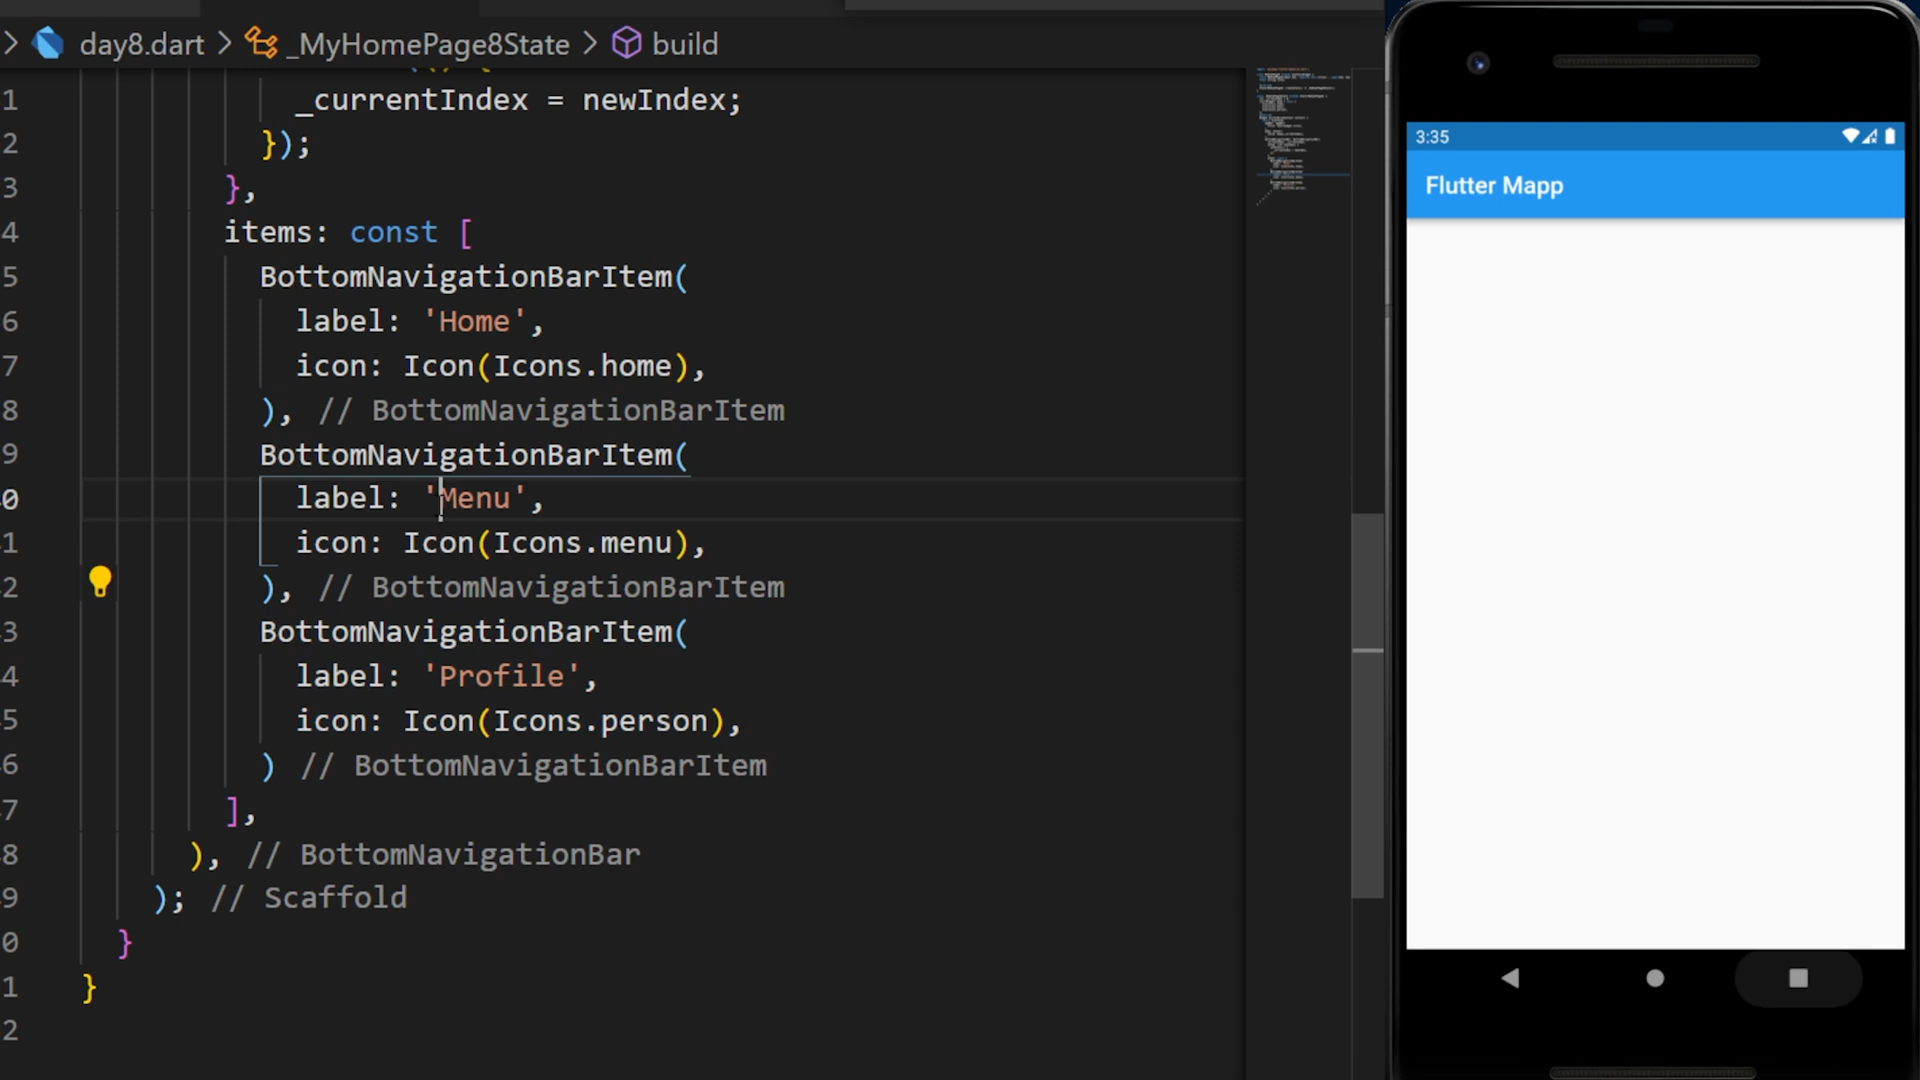 day8.dart > _MyHomePage8State > build
1 _currentIndex = newIndex;
2 });
3 },
4 items: const [
5 BottomNavigationBarItem(
6 label: 'Home',
7 icon: Icon(Icons.home),
8 ), // BottomNavigationBarItem
9 BottomNavigationBarItem(
0 label: 'Menu',
1 icon: Icon(Icons.menu),
2 ), // BottomNavigationBarItem
3 BottomNavigationBarItem(
4 label: 'Profile',
5 icon: Icon(Icons.person),
6 ) // BottomNavigationBarItem
7 ],
8 ), // BottomNavigationBar
9 ); // Scaffold
0 }
1 }
2
3:35
Flutter Mapp